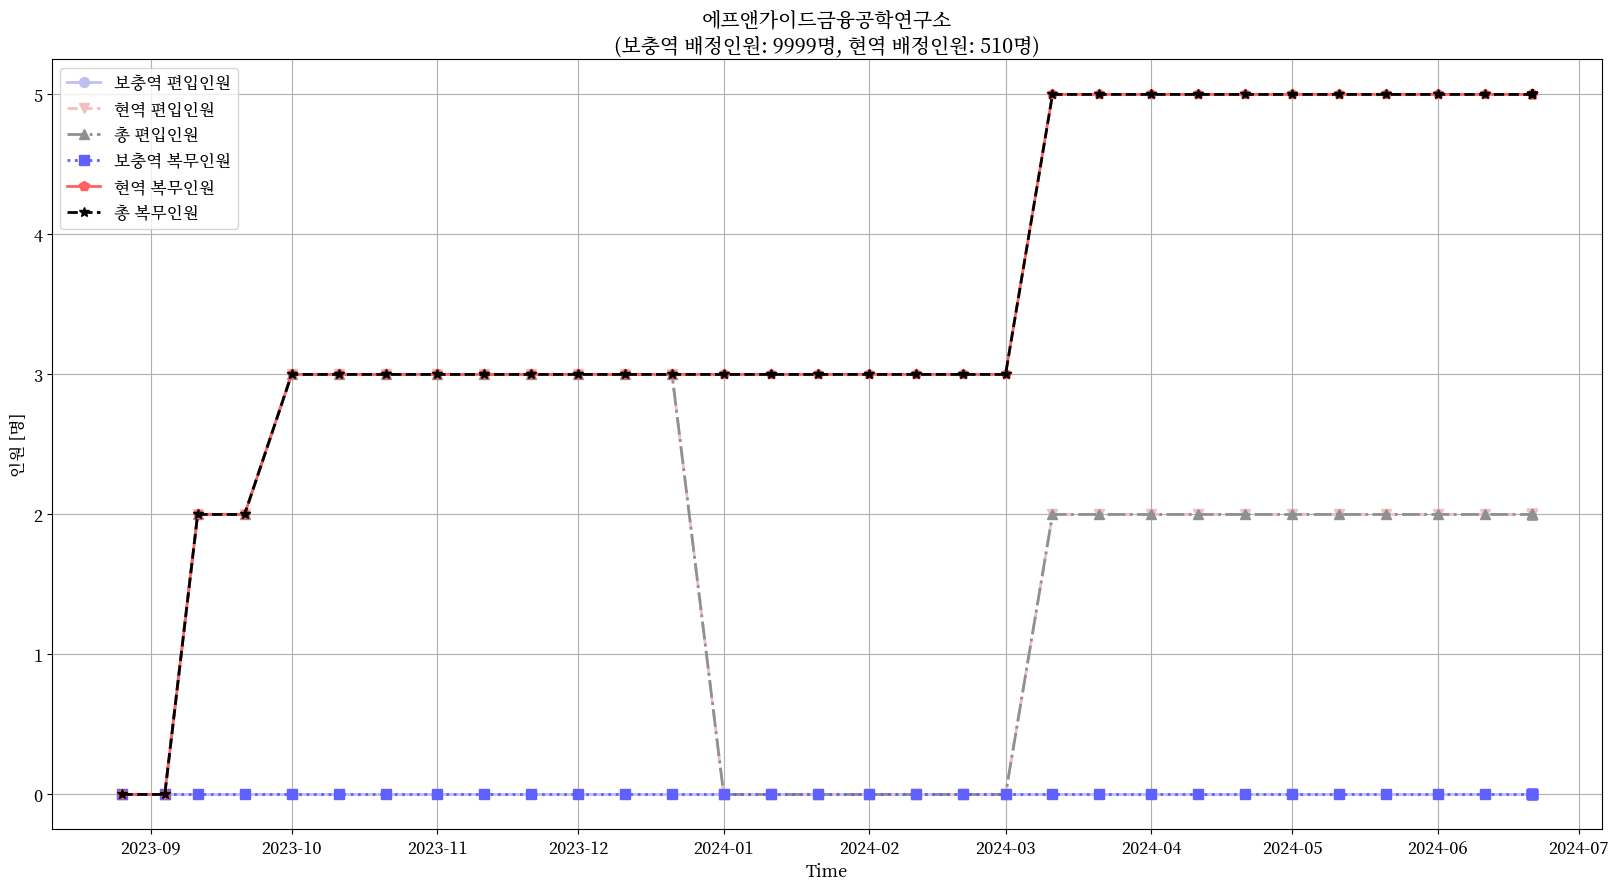 에프앤가이드금융공학연구소
(보충역 배정인원: 9999명, 현역 배정인원: 510명)
보충역 편입인원
현역 편입인원
총 편입인원
보충역 복무인원
현역 복무인원
총 복무인원
인원 [명]
5
4
3
2
1
0
2023-09
2023-10
2023-11
2023-12
2024-01
2024-02
2024-03
2024-04
2024-05
2024-06
2024-07
Time